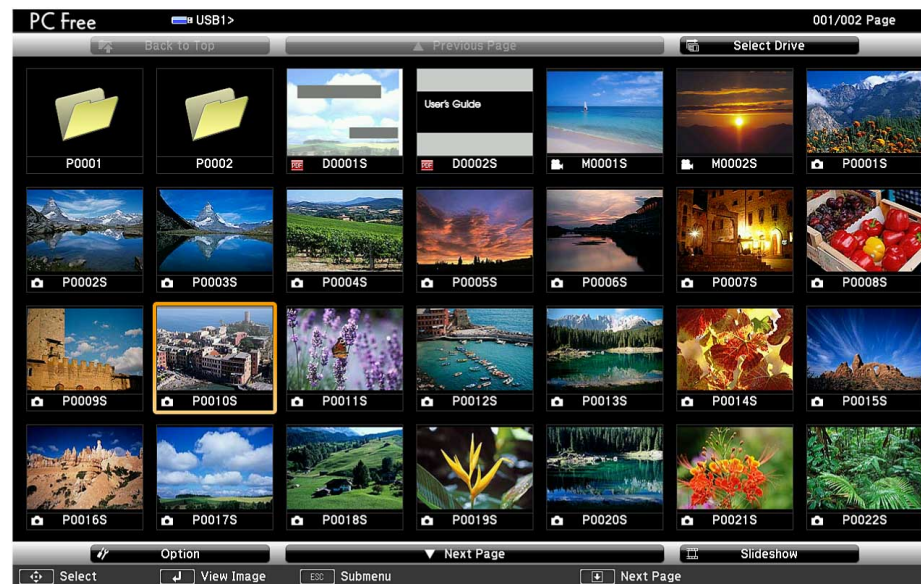 PC Free USB1> 001/002 Page
Back to Top ▲ Previous Page Select Drive
User's Guide
P0001 P0002 PDF D0001S PDF D0002S M0001S M0002S P0001S
P0002S P0003S P0004S P0005S P0006S P0007S P0008S
P0009S P0010S P0011S P0012S P0013S P0014S P0015S
P0016S P0017S P0018S P0019S P0020S P0021S P0022S
Option ▼ Next Page Slideshow
Select View Image ESC Submenu Next Page